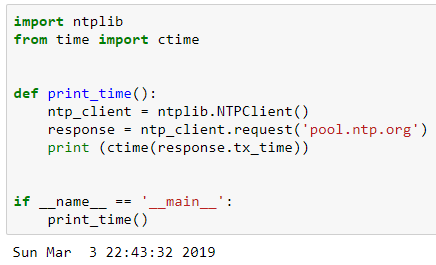 import ntplib
from time import ctime
def print_time():
    ntp_client = ntplib.NTPClient()
    response = ntp_client.request('pool.ntp.org')
    print (ctime(response.tx_time))
if __name__ == '__main__':
    print_time()
Sun Mar  3 22:43:32 2019